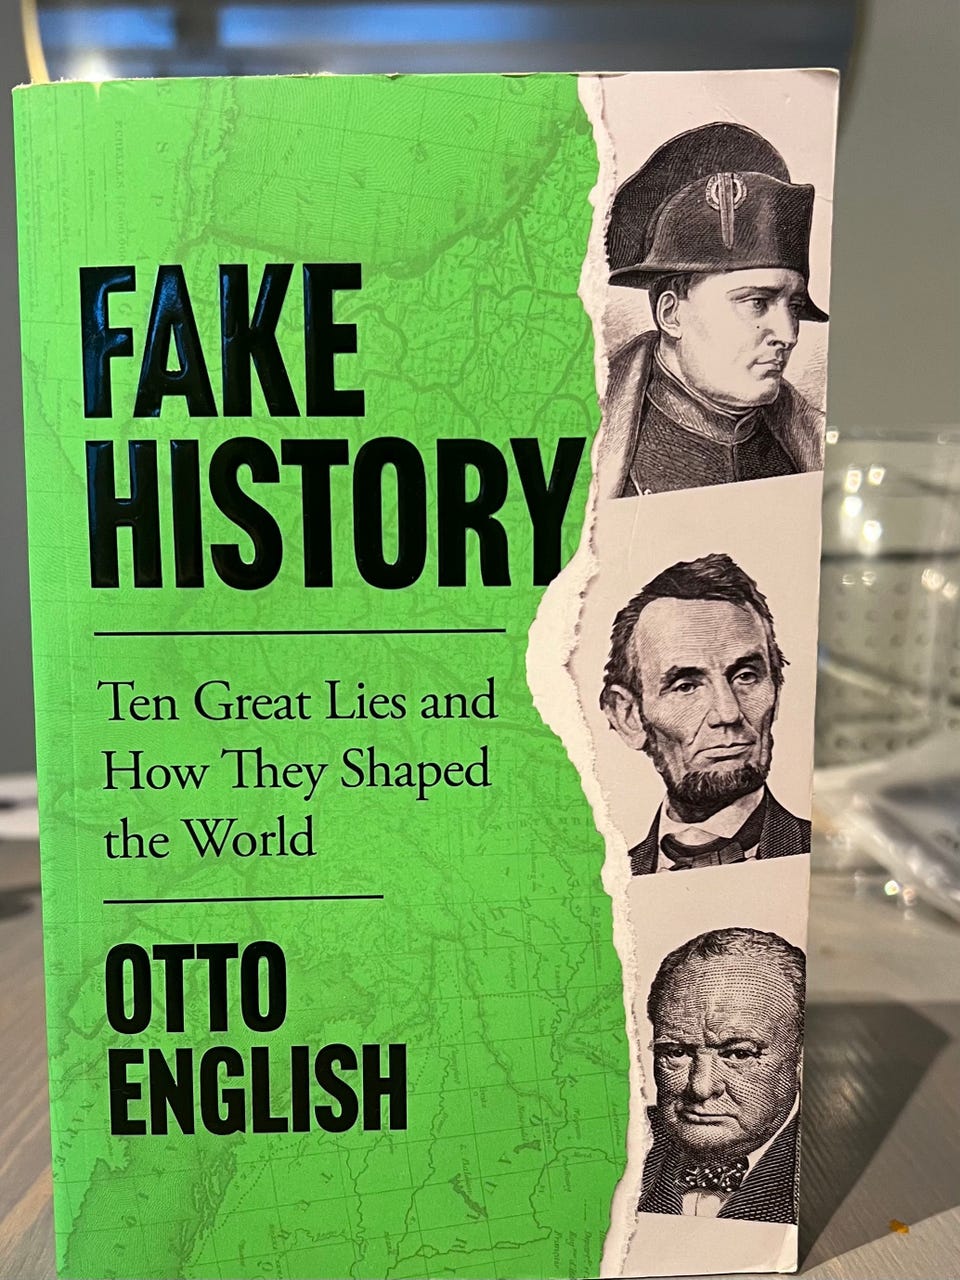 FAKE
HISTORY
Ten Great Lies and
How They Shaped
the World
OTTO
ENGLISH